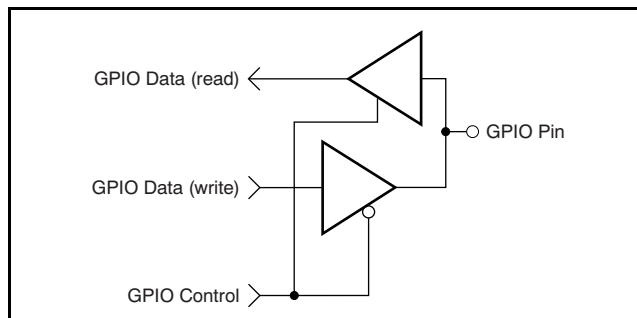 GPIO Data (read)
GPIO Pin
GPIO Data (write)
GPIO Control